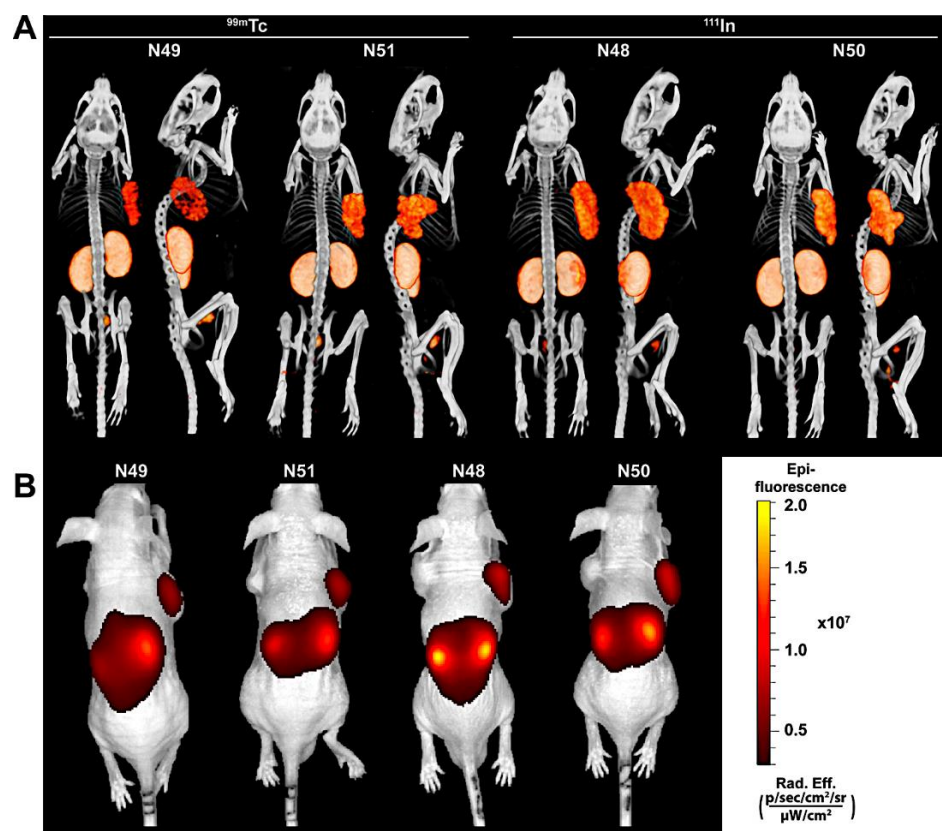 A
⁹⁹ᵐTc ¹¹¹In
N49 N51 N48 N50
B
N49 N51 N48 N50
Epi-
fluorescence
2.0
1.5
x10⁷
1.0
0.5
Rad. Eff.
(p/sec/cm²/sr
μW/cm²)